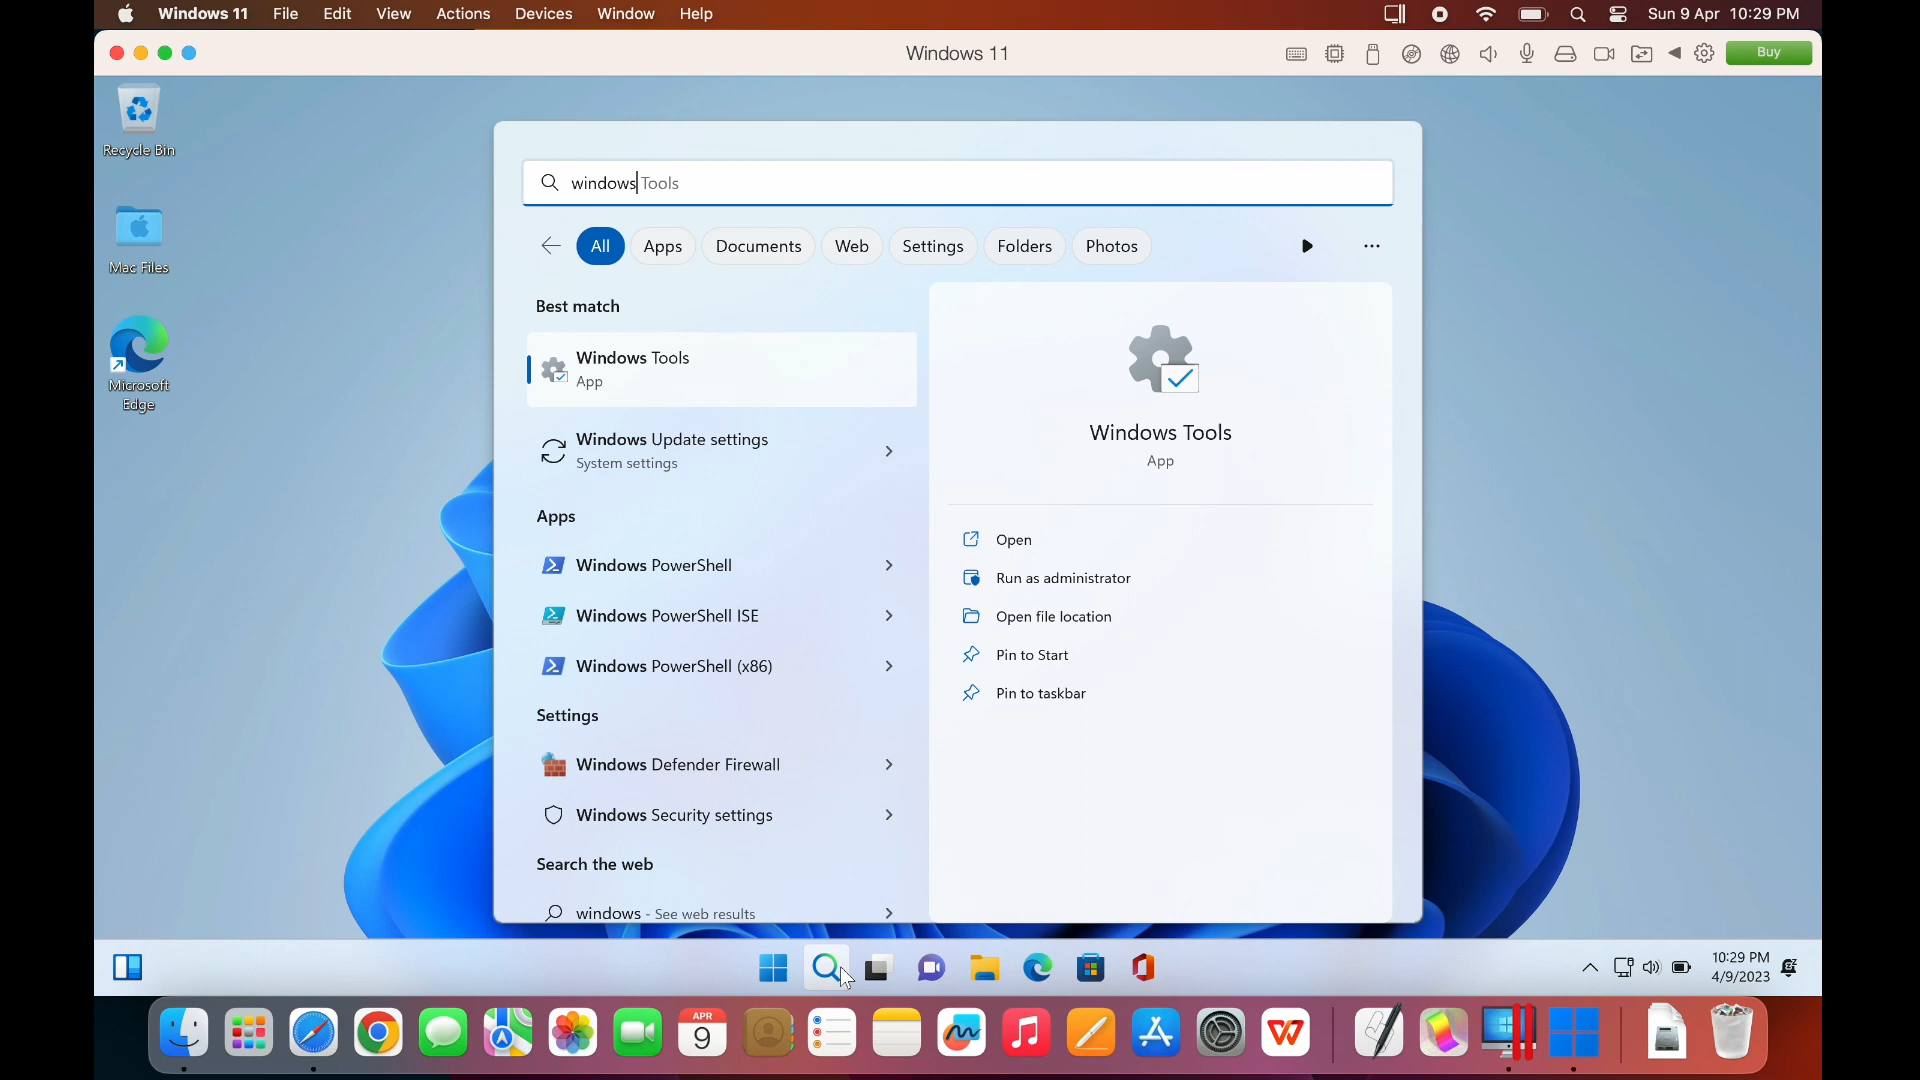 Windows 11 File Edit View Actions Devices Window Help Sun 9 Apr 10:29 PM
Windows 11
Buy
Recycle Bin
Mac Files
Microsoft
Edge
windows Tools
All Apps Documents Web Settings Folders Photos
Best match
Windows Tools
App
Windows Update settings
System settings
Apps
Windows PowerShell
Windows PowerShell ISE
Windows PowerShell (x86)
Settings
Windows Defender Firewall
Windows Security settings
Search the web
windows - See web results
Windows Tools
App
Open
Run as administrator
Open file location
Pin to Start
Pin to taskbar
10:29 PM
4/9/2023
APR
9